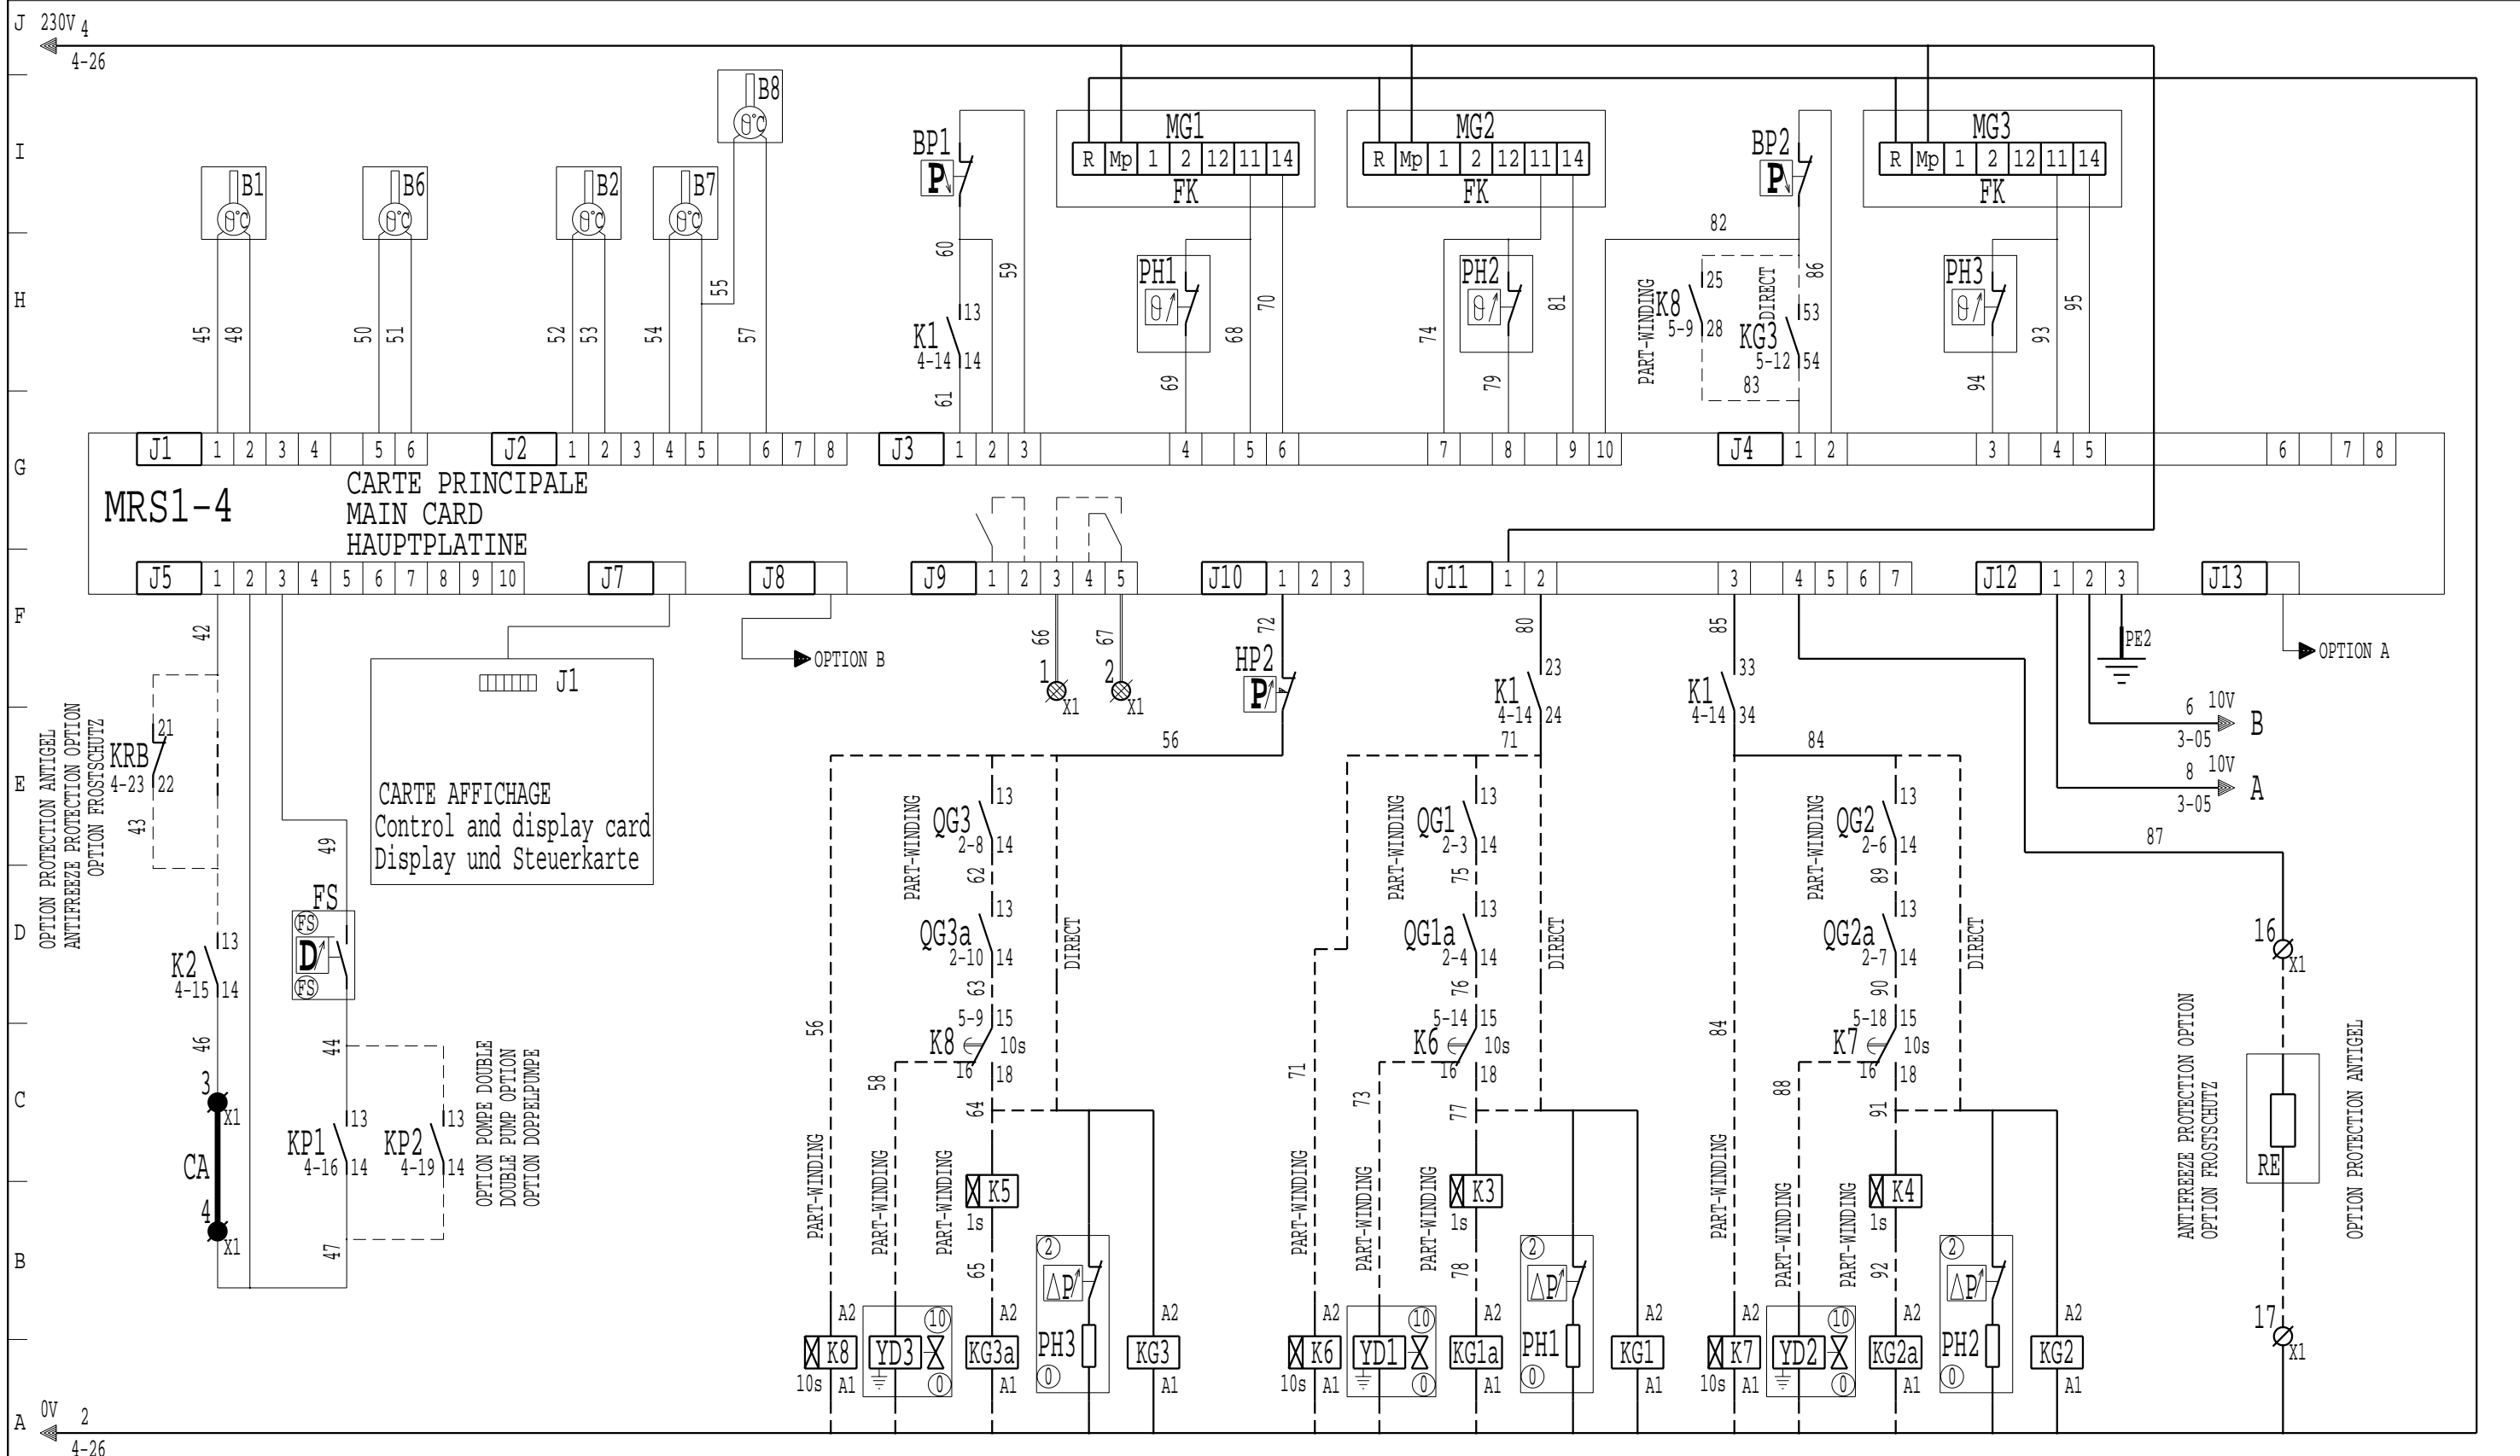 J 230V 4
4-26
B8
θ°C
I
B1
θ°C
B6
θ°C
B2
θ°C
B7
θ°C
BP1
P
MG1
R Mp 1 2 12 11 14
FK
MG2
R Mp 1 2 12 11 14
FK
BP2
P
MG3
R Mp 1 2 12 11 14
FK
H
45
48
50
51
52
53
54
55
57
60
59
13
K1
4-14 14
61
PH1
θ
69
68
70
74
PH2
θ
79
81
82
PART-WINDING
25
K8
5-9 28
DIRECT
53
KG3
5-12 54
83
86
PH3
θ
94
93
95
G
J1 1 2 3 4 5 6
J2 1 2 3 4 5 6 7 8
J3 1 2 3 4 5 6 7 8 9 10
J4 1 2 3 4 5 6 7 8
MRS1-4
CARTE PRINCIPALE
MAIN CARD
HAUPTPLATINE
J5 1 2 3 4 5 6 7 8 9 10
J7
J8
J9 1 2 3 4 5
J10 1 2 3
J11 1 2 3 4 5 6 7
J12 1 2 3
J13
F
42
OPTION B
66
67
1
X1
2
X1
72
HP2
P
80
23
K1
4-14 24
71
85
33
K1
4-14 34
84
PE2
OPTION A
6 10V
B
3-05
8 10V
A
3-05
87
E
OPTION PROTECTION ANTIGEL
ANTIFREEZE PROTECTION OPTION
OPTION FROSTSCHUTZ
21
KRB
4-23 22
43
49
J1
CARTE AFFICHAGE
Control and display card
Display und Steuerkarte
56
PART-WINDING
13
QG3
2-8 14
62
PART-WINDING
13
QG1
2-3 14
75
PART-WINDING
13
QG2
2-6 14
89
D
FS
FS
D
FS
13
K2
4-15 14
13
QG3a
2-10 14
63
DIRECT
13
QG1a
2-4 14
76
DIRECT
13
QG2a
2-7 14
90
DIRECT
16
X1
C
46
3
X1
CA
4
X1
44
13
KP1
4-16 14
13
KP2
4-19 14
OPTION POMPE DOUBLE
DOUBLE PUMP OPTION
OPTION DOPPELPUMPE
47
56
58
5-9 15
K8 10s
16 18
64
71
73
5-14 15
K6 10s
16 18
77
84
88
5-18 15
K7 10s
16 18
91
ANTIFREEZE PROTECTION OPTION
OPTION FROSTSCHUTZ
RE
OPTION PROTECTION ANTIGEL
B
PART-WINDING
PART-WINDING
PART-WINDING
K5
1s
65
2
ΔP
PH3
0
PART-WINDING
PART-WINDING
PART-WINDING
K3
1s
78
2
ΔP
PH1
0
PART-WINDING
PART-WINDING
PART-WINDING
K4
1s
92
2
ΔP
PH2
0
17
X1
A2
K8
10s A1
10
YD3
0
A2
KG3a
A1
A2
KG3
A1
A2
K6
10s A1
10
YD1
0
A2
KG1a
A1
A2
KG1
A1
A2
K7
10s A1
10
YD2
0
A2
KG2a
A1
A2
KG2
A1
A 0V 2
4-26